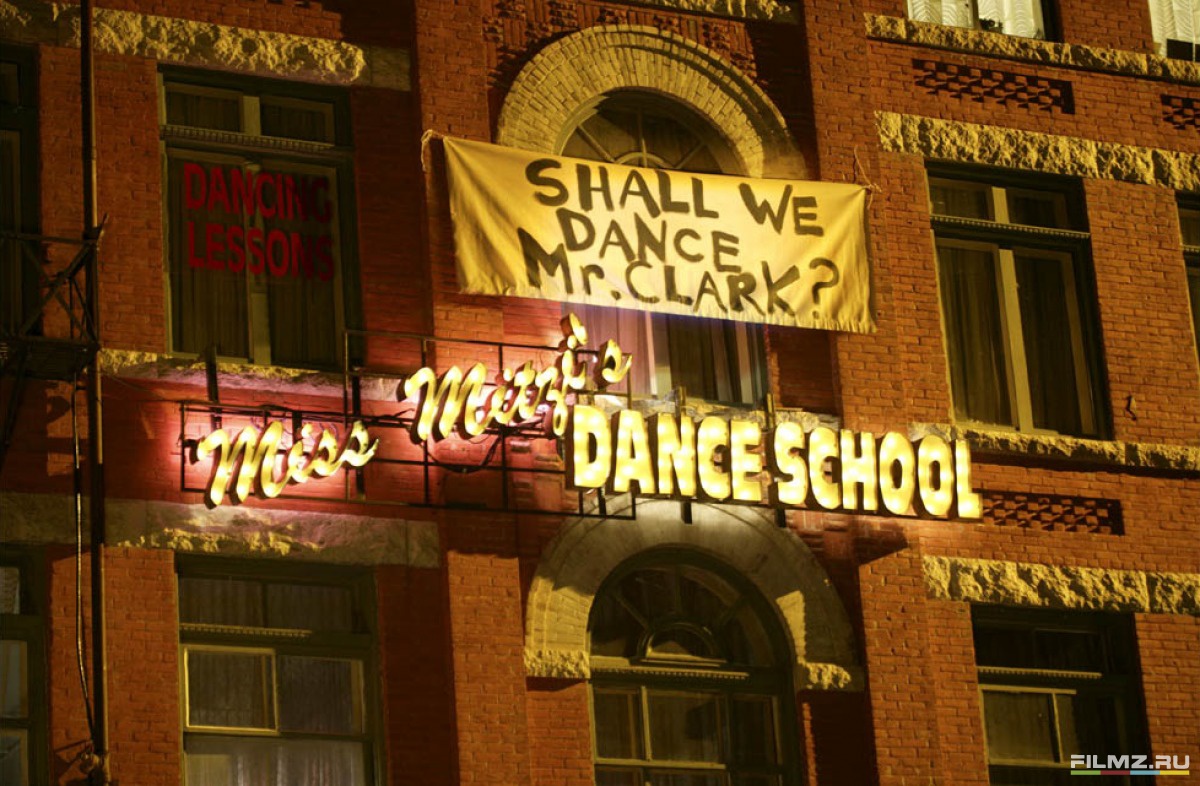 DANCING
LESSONS
SHALL WE
DANCE
Mr. CLARK?
Miss Mitzi's
DANCE SCHOOL
FILMZ.RU